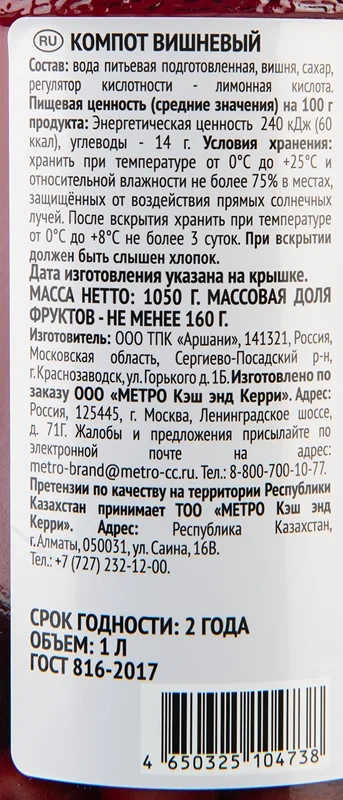 RU КОМПОТ ВИШНЕВЫЙ
Состав: вода питьевая подготовленная, вишня, сахар,
регулятор кислотности - лимонная кислота.
Пищевая ценность (средние значения) на 100 г
продукта: Энергетическая ценность 240 кДж (60
ккал), углеводы - 14 г. Условия хранения:
хранить при температуре от 0°С до +25°С и
относительной влажности не более 75% в местах,
защищённых от воздействия прямых солнечных
лучей. После вскрытия хранить при температуре
от 0°С до +8°С не более 3 суток. При вскрытии
должен быть слышен хлопок.
Дата изготовления указана на крышке.
МАССА НЕТТО: 1050 Г. МАССОВАЯ ДОЛЯ
ФРУКТОВ - НЕ МЕНЕЕ 160 Г.
Изготовитель: ООО ТПК «Аршани», 141321, Россия,
Московская область, Сергиево-Посадский р-н,
г.Краснозаводск, ул.Горького д.1Б. Изготовлено по
заказу ООО «МЕТРО Кэш энд Керри». Адрес:
Россия, 125445, г. Москва, Ленинградское шоссе,
д. 71Г. Жалобы и предложения присылайте по
электронной почте на адрес:
metro-brand@metro-cc.ru. Тел.: 8-800-700-10-77.
Претензии по качеству на территории Республики
Казахстан принимает ТОО «МЕТРО Кэш энд
Керри». Адрес: Республика Казахстан,
г.Алматы, 050031, ул. Саина, 16В.
Тел.: +7 (727) 232-12-00.
СРОК ГОДНОСТИ: 2 ГОДА
ОБЪЕМ: 1 Л
ГОСТ 816-2017
4 650325 104738